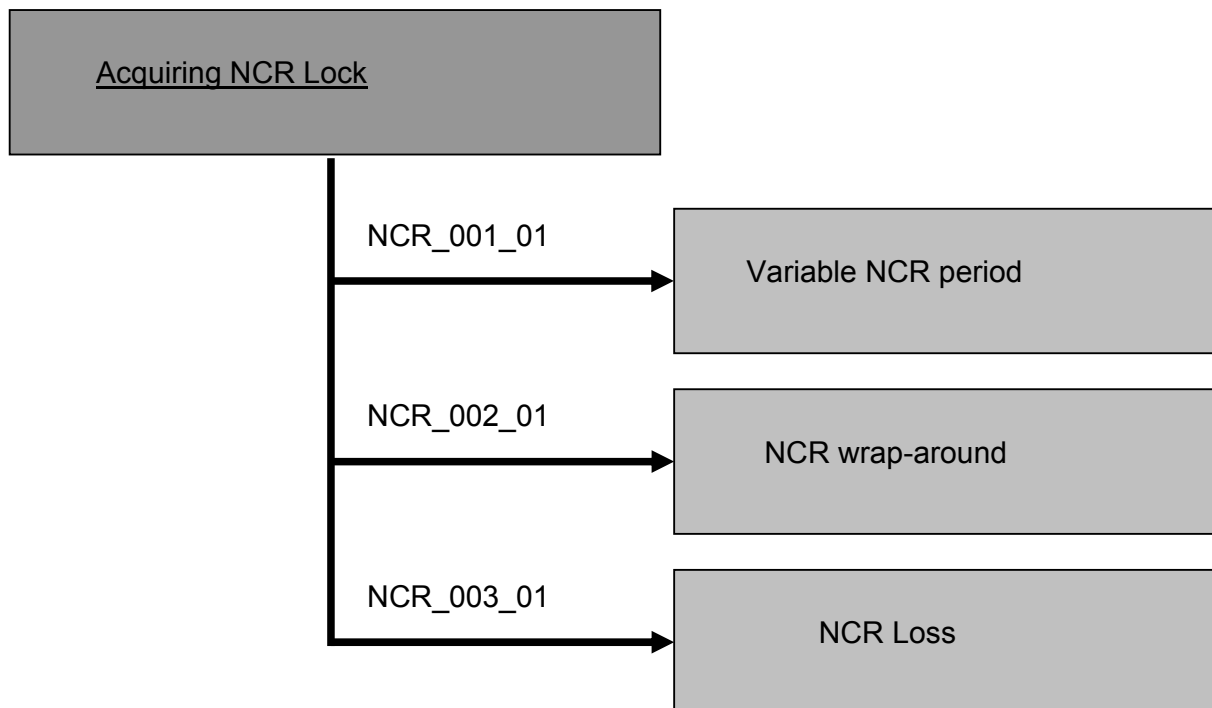 Acquiring NCR Lock
NCR_001_01
Variable NCR period
NCR_002_01
NCR wrap-around
NCR_003_01
NCR Loss